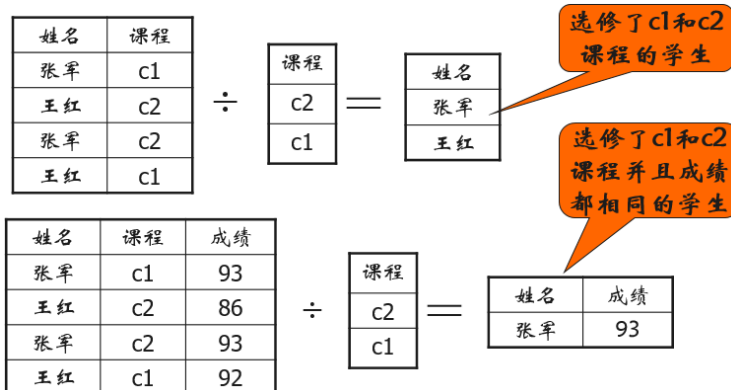 姓名 课程
张军 c1
王红 c2
张军 c2
王红 c1
÷
课程
c2
c1
=
姓名
张军
王红
选修了c1和c2
课程的学生
姓名 课程 成绩
张军 c1 93
王红 c2 86
张军 c2 93
王红 c1 92
÷
课程
c2
c1
=
姓名 成绩
张军 93
选修了c1和c2
课程并且成绩
都相同的学生